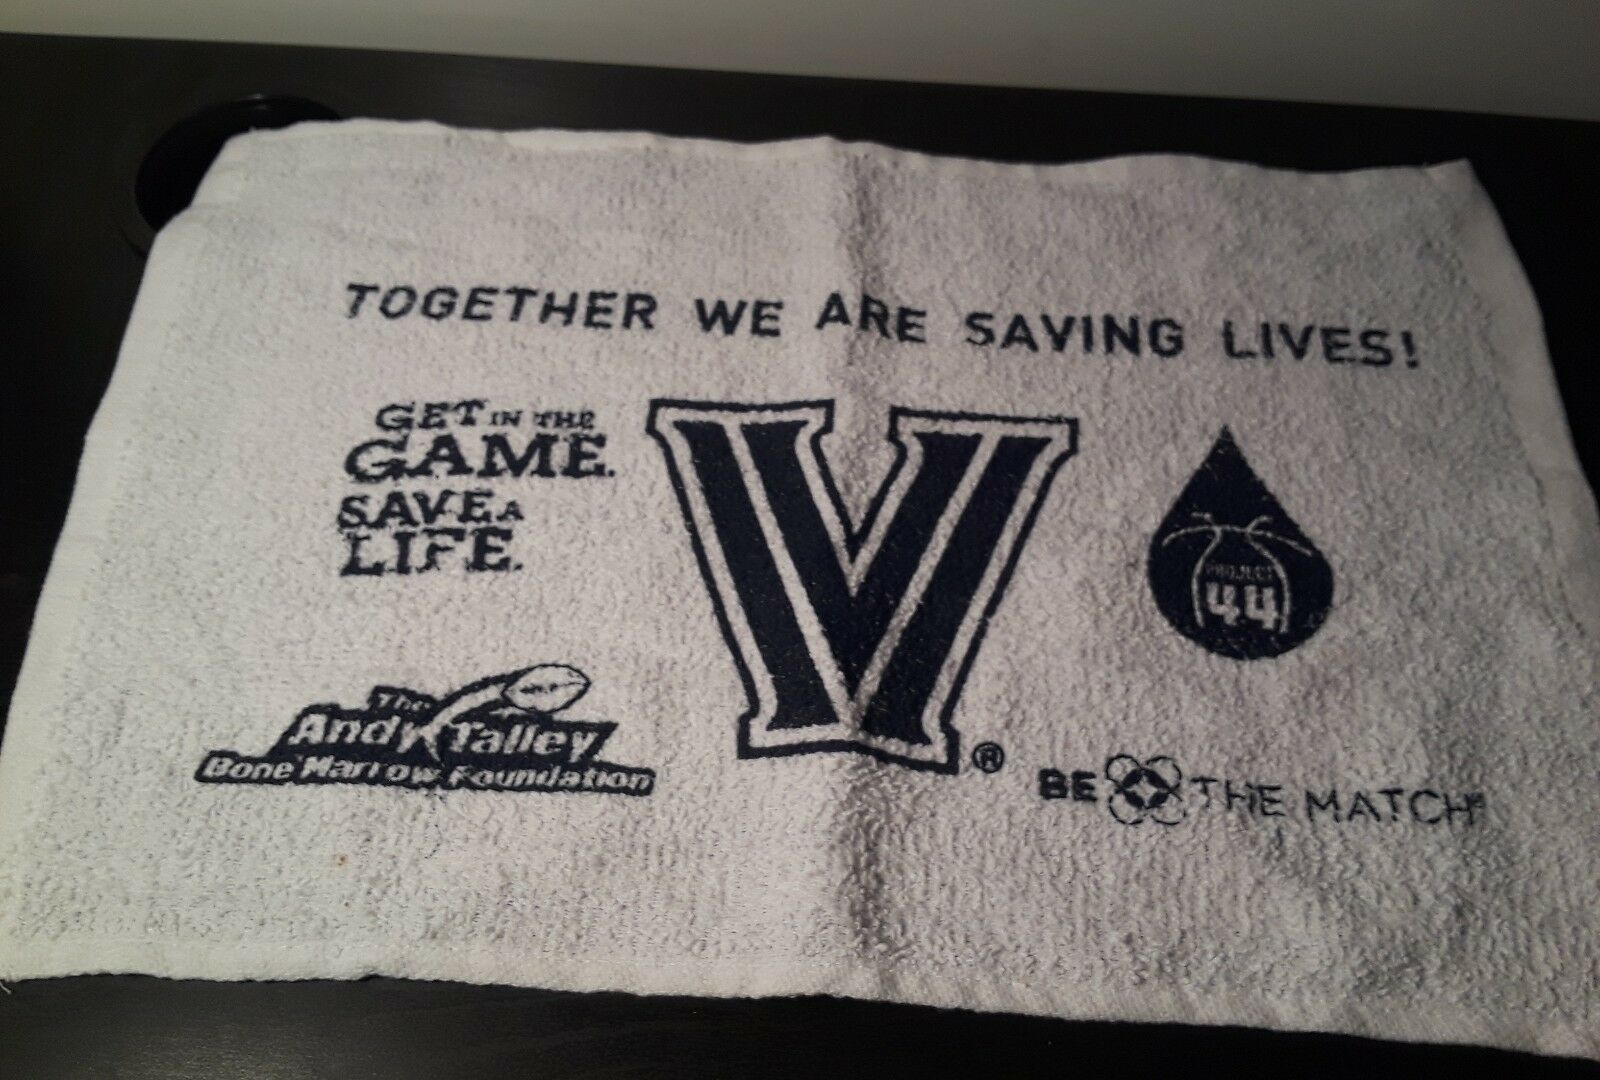 TOGETHER WE ARE SAVING LIVES!
GET IN THE
GAME.
SAVE A
LIFE.
V
®
PROJECT
44
The
Andy Talley
Bone Marrow Foundation
BE THE MATCH®